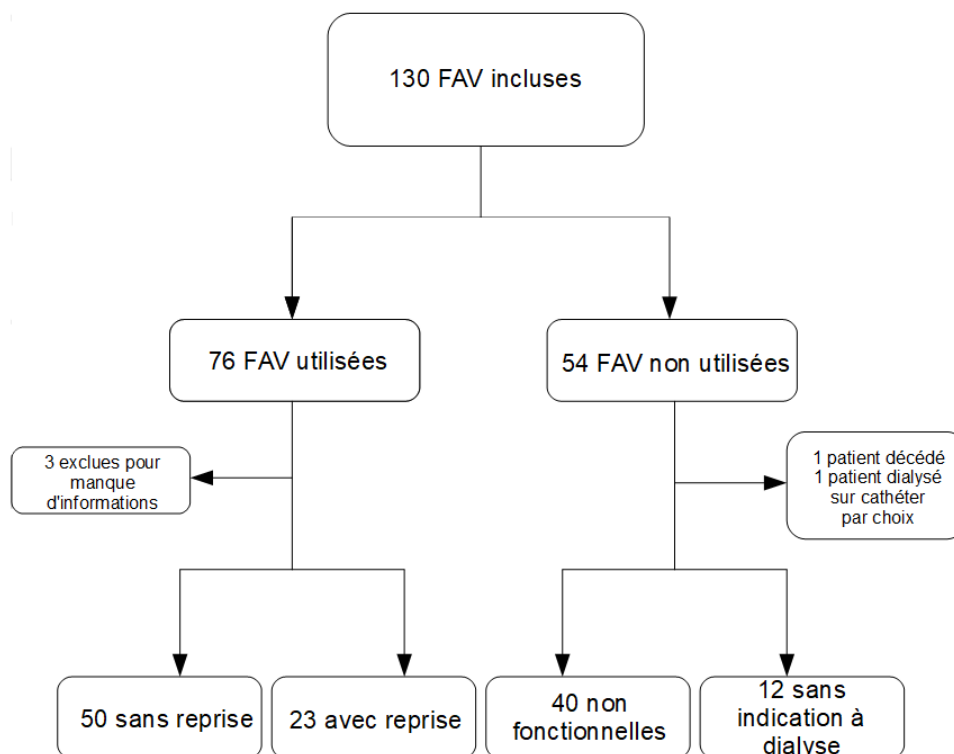 130 FAV incluses
76 FAV utilisées
54 FAV non utilisées
3 exclues pour
manque
d'informations
1 patient décédé
1 patient dialysé
sur cathéter
par choix
50 sans reprise
23 avec reprise
40 non
fonctionnelles
12 sans
indication à
dialyse